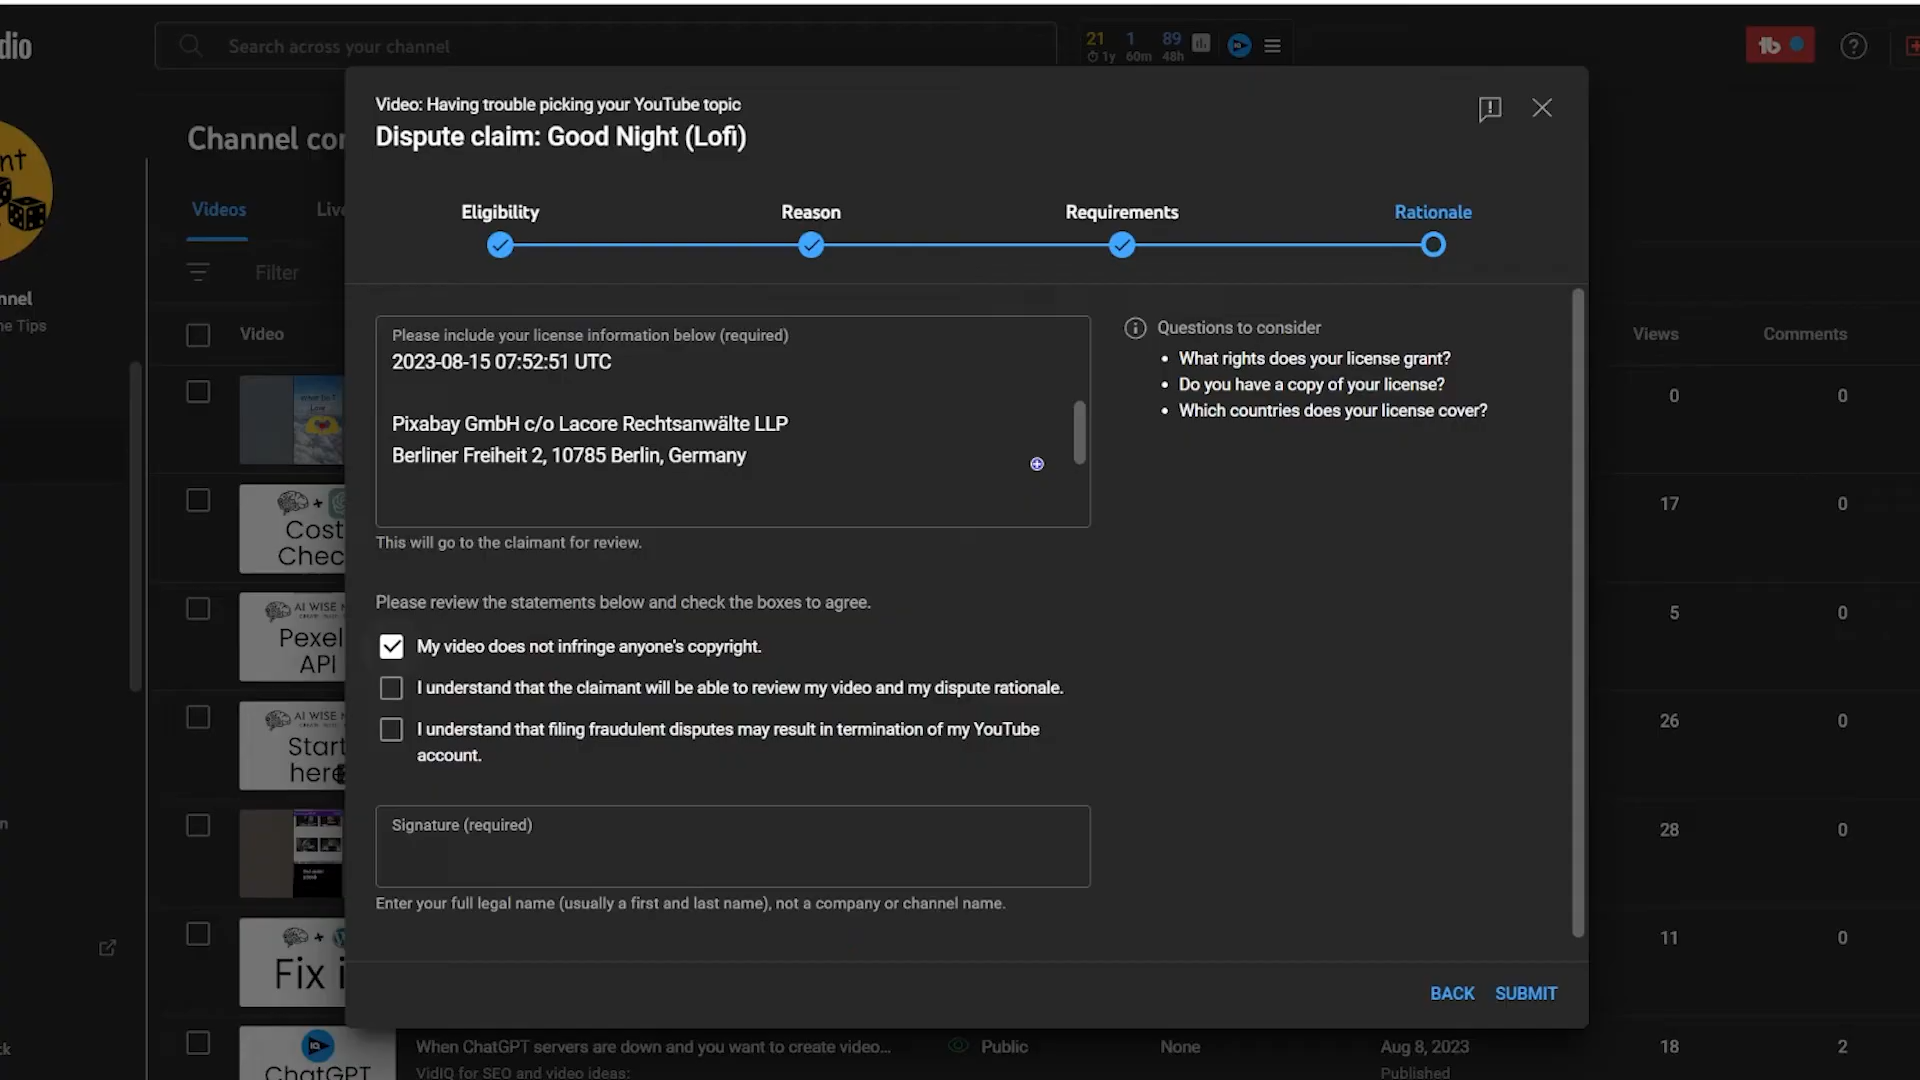 dio
Search across your channel
21 1 89
1y 60m 48h
tb
Video: Having trouble picking your YouTube topic
Dispute claim: Good Night (Lofi)
Eligibility
Reason
Requirements
Rationale
Channel con
Videos
Live
Filter
Video
Views
Comments
nt
nnel
ne Tips
Please include your license information below (required)
2023-08-15 07:52:51 UTC
Pixabay GmbH c/o Lacore Rechtsanwälte LLP
Berliner Freiheit 2, 10785 Berlin, Germany
This will go to the claimant for review.
Questions to consider
• What rights does your license grant?
• Do you have a copy of your license?
• Which countries does your license cover?
Please review the statements below and check the boxes to agree.
My video does not infringe anyone's copyright.
I understand that the claimant will be able to review my video and my dispute rationale.
I understand that filing fraudulent disputes may result in termination of my YouTube
account.
Signature (required)
Enter your full legal name (usually a first and last name), not a company or channel name.
BACK SUBMIT
0 0
Cost
Chec
17 0
AI WISE
Pexel
API
5 0
AI WISE
Start
here
26 0
28 0
Fix i
11 0
n
ck
IQ
ChatGPT
When ChatGPT servers are down and you want to create video...
VidIQ for SEO and video ideas:
Public
None
Aug 8, 2023
Published
18 2